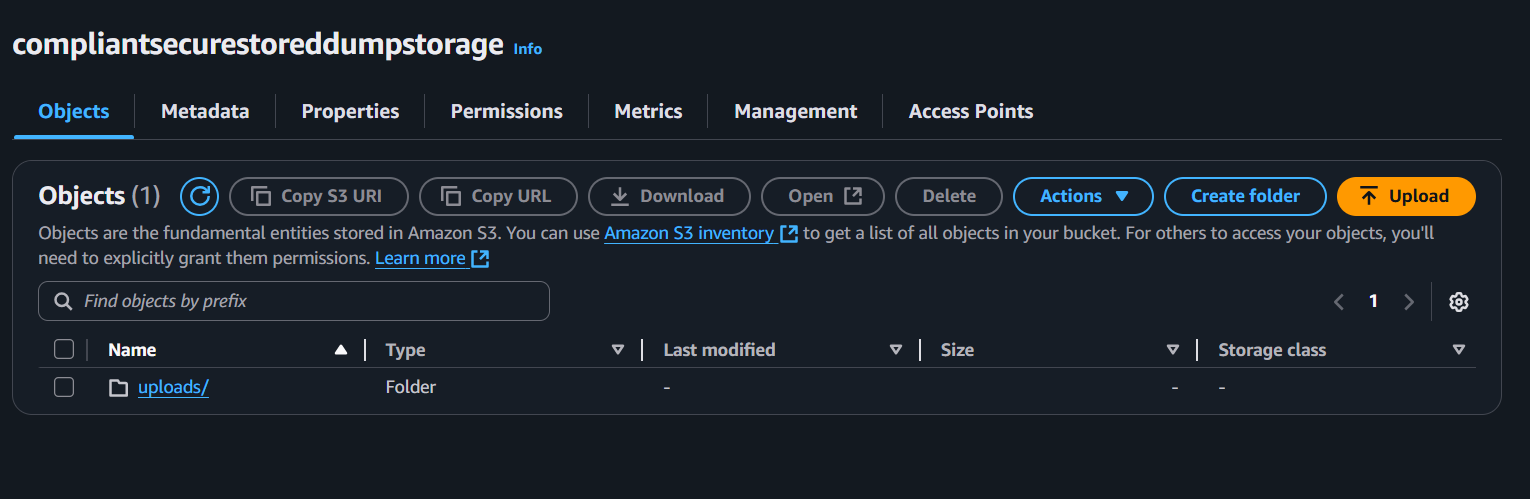 compliantsecurestoreddumpstorage Info
Objects Metadata Properties Permissions Metrics Management Access Points
Objects (1) Copy S3 URI Copy URL Download Open Delete Actions Create folder Upload
Objects are the fundamental entities stored in Amazon S3. You can use Amazon S3 inventory to get a list of all objects in your bucket. For others to access your objects, you'll
need to explicitly grant them permissions. Learn more
Find objects by prefix 1
Name Type Last modified Size Storage class
uploads/ Folder - - -